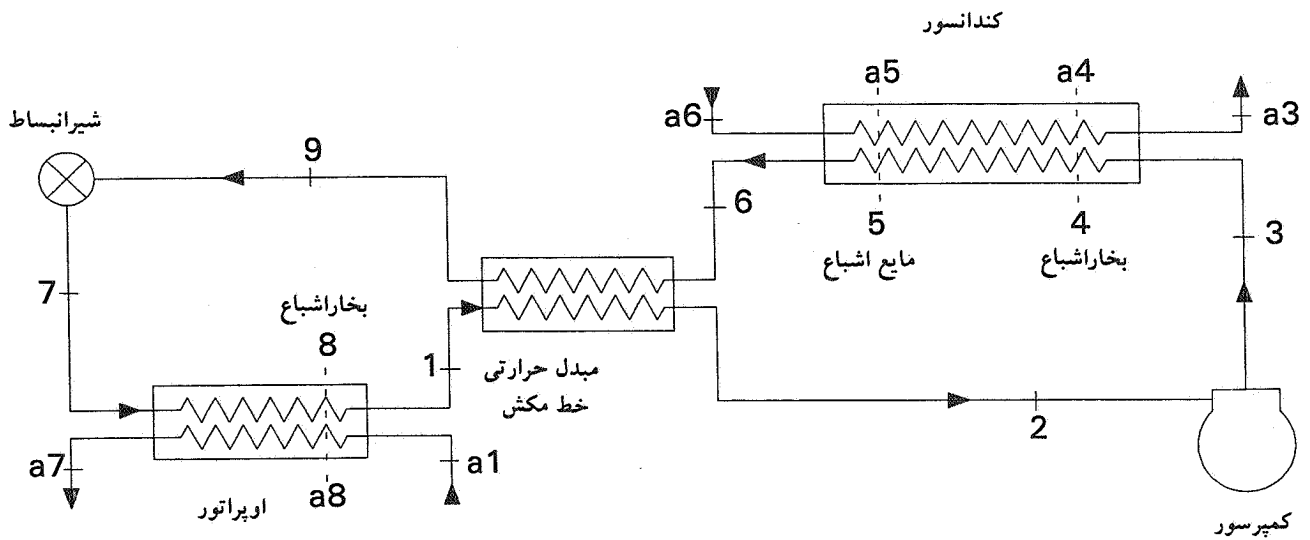 کندانسور
a5
a4
a6
a3
شیرانبساط
9
6
5
4
3
مایع اشباع
بخاراشباع
7
بخاراشباع
8
1
مبدل حرارتی
خط مکش
2
a7
a1
a8
اوپراتور
کمپرسور